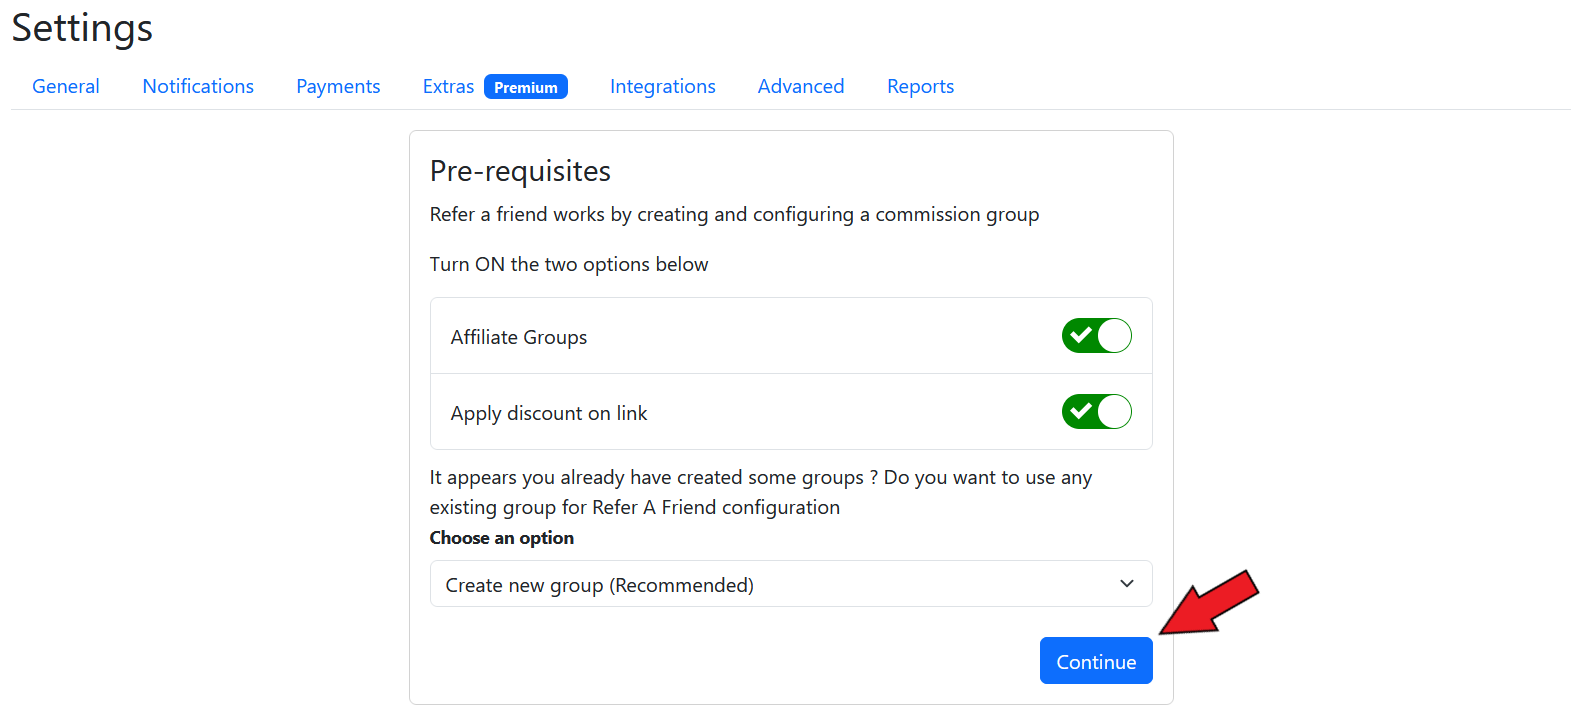 Settings
General Notifications Payments Extras Premium Integrations Advanced Reports
Pre-requisites
Refer a friend works by creating and configuring a commission group
Turn ON the two options below
Affiliate Groups
Apply discount on link
It appears you already have created some groups ? Do you want to use any
existing group for Refer A Friend configuration
Choose an option
Create new group (Recommended)
Continue